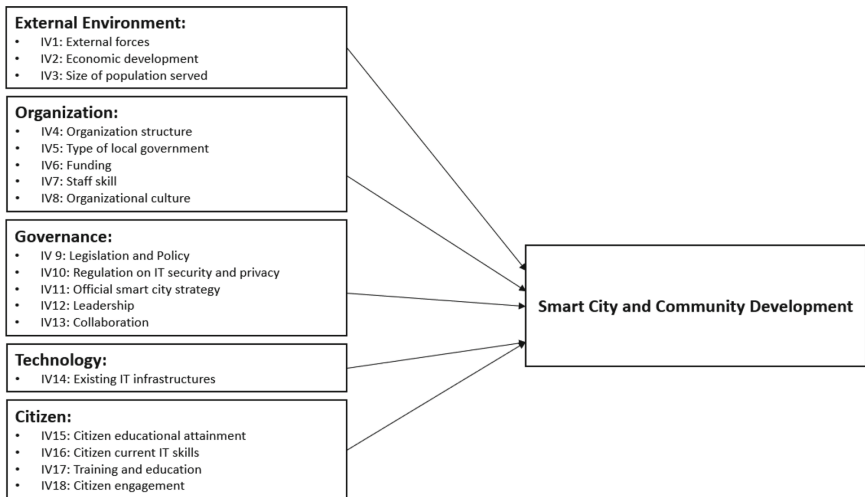 External Environment:
• IV1: External forces
• IV2: Economic development
• IV3: Size of population served
Organization:
• IV4: Organization structure
• IV5: Type of local government
• IV6: Funding
• IV7: Staff skill
• IV8: Organizational culture
Governance:
• IV 9: Legislation and Policy
• IV10: Regulation on IT security and privacy
• IV11: Official smart city strategy
• IV12: Leadership
• IV13: Collaboration
Technology:
• IV14: Existing IT infrastructures
Citizen:
• IV15: Citizen educational attainment
• IV16: Citizen current IT skills
• IV17: Training and education
• IV18: Citizen engagement
Smart City and Community Development